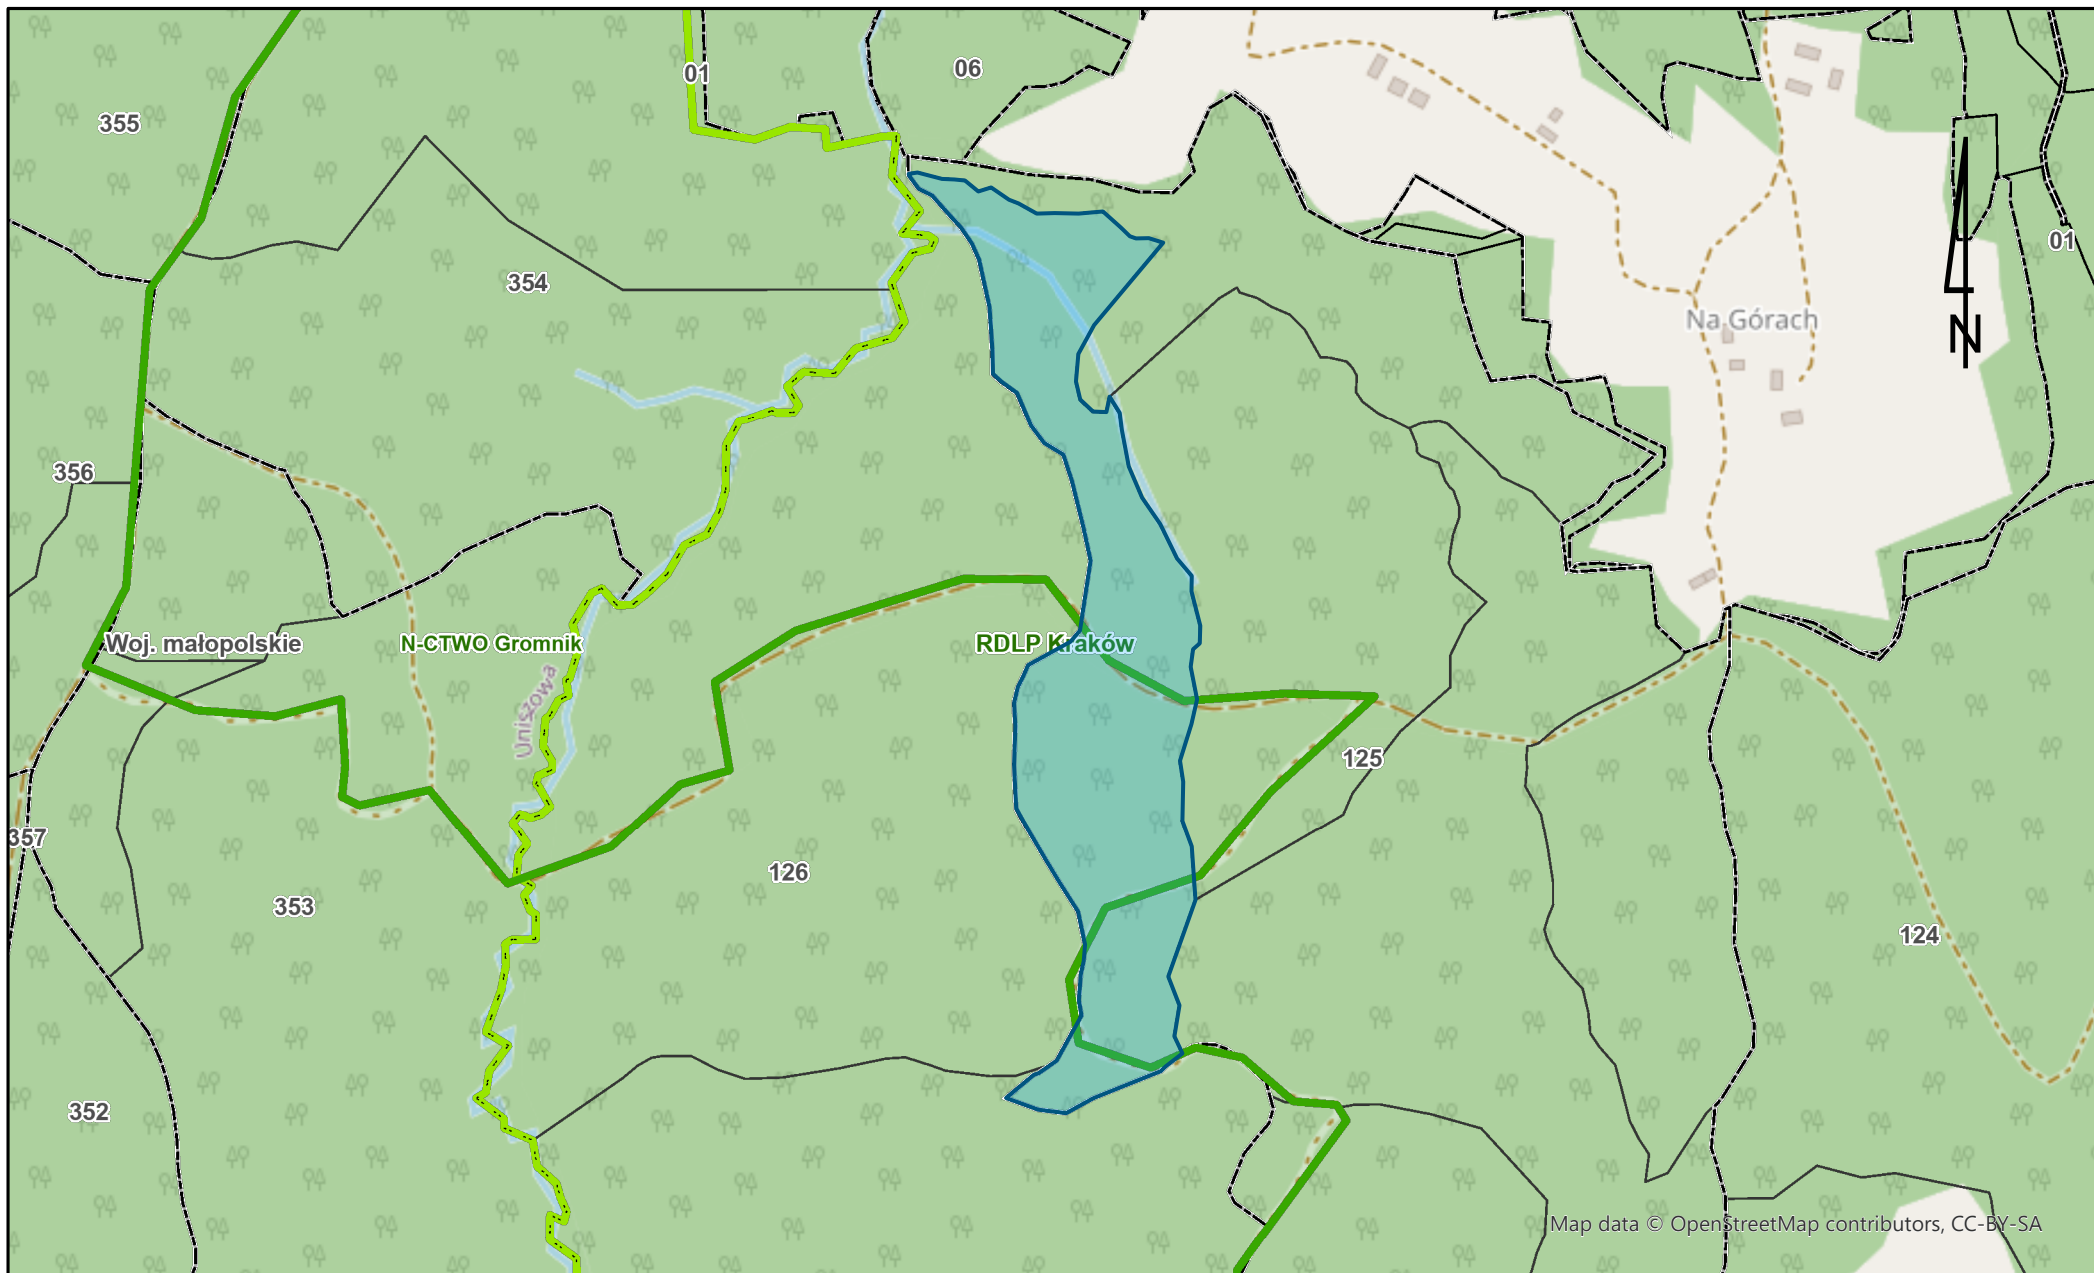 01
06
355
01
354
N
Na Górach
356
Woj. małopolskie
N-CTWO Gromnik
RDLP Kraków
Uniszowa
125
357
126
353
124
352
Map data © OpenStreetMap contributors, CC-BY-SA